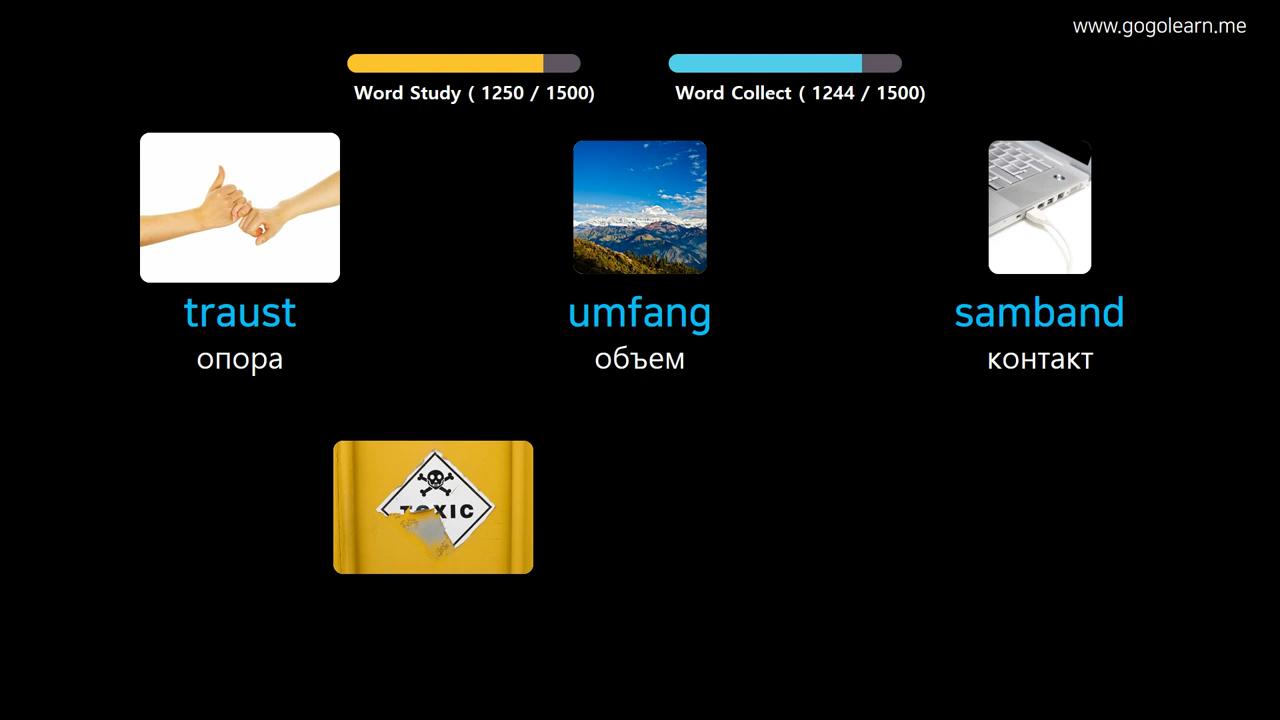 www.gogolearn.me
Word Study ( 1250 / 1500)
Word Collect ( 1244 / 1500)
traust
umfang
samband
опора
объем
контакт
TOXIC